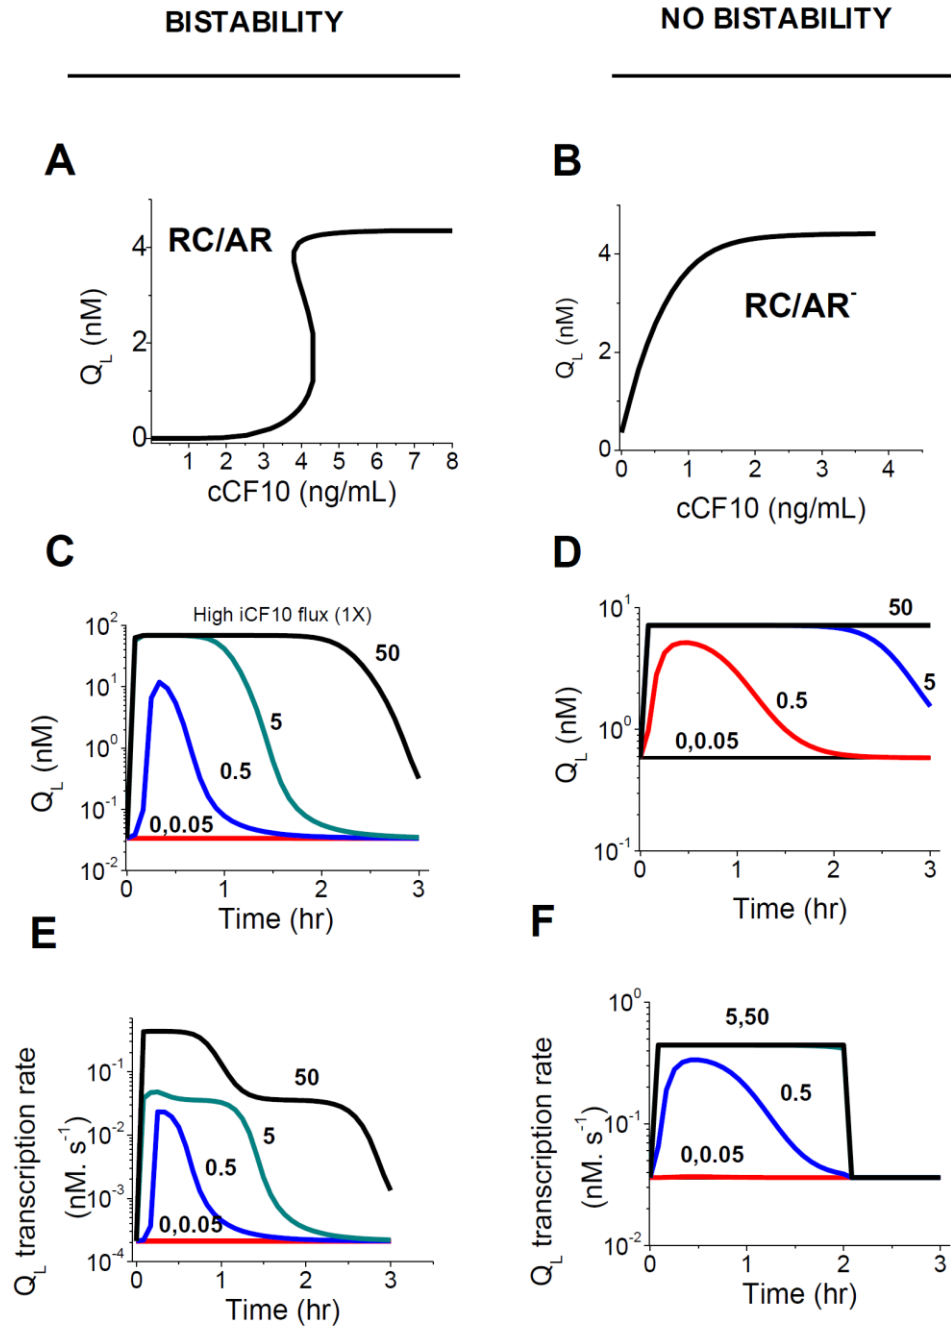 BISTABILITY
NO BISTABILITY
A
B
RC/AR
RC/AR⁻
Q_L (nM)
4
2
0
1 2 3 4 5 6 7 8
cCF10 (ng/mL)
Q_L (nM)
4
2
0
0 1 2 3 4
cCF10 (ng/mL)
C
D
High iCF10 flux (1X)
Q_L (nM)
10²
10¹
10⁰
10⁻¹
10⁻²
50
5
0.5
0,0.05
0 1 2 3
Time (hr)
Q_L (nM)
10¹
10⁰
10⁻¹
50
5
0.5
0,0.05
0 1 2 3
Time (hr)
E
F
Q_L transcription rate
(nM. s⁻¹)
10⁻¹
10⁻²
10⁻³
10⁻⁴
50
5
0.5
0,0.05
0 1 2 3
Time (hr)
Q_L transcription rate
(nM. s⁻¹)
10⁰
10⁻¹
10⁻²
5,50
0.5
0,0.05
0 1 2 3
Time (hr)